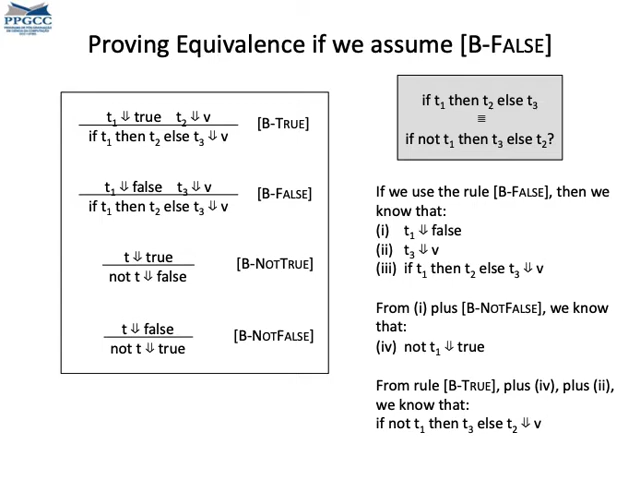 PPGCC
Proving Equivalence if we assume [B-FALSE]
t₁ ⇓ true t₂ ⇓ v
if t₁ then t₂ else t₃ ⇓ v
[B-TRUE]
t₁ ⇓ false t₃ ⇓ v
if t₁ then t₂ else t₃ ⇓ v
[B-FALSE]
t ⇓ true
not t ⇓ false
[B-NOTTRUE]
t ⇓ false
not t ⇓ true
[B-NOTFALSE]
if t₁ then t₂ else t₃
≡
if not t₁ then t₃ else t₂?
If we use the rule [B-FALSE], then we
know that:
(i) t₁ ⇓ false
(ii) t₃ ⇓ v
(iii) if t₁ then t₂ else t₃ ⇓ v
From (i) plus [B-NOTFALSE], we know
that:
(iv) not t₁ ⇓ true
From rule [B-TRUE], plus (iv), plus (ii),
we know that:
if not t₁ then t₃ else t₂ ⇓ v